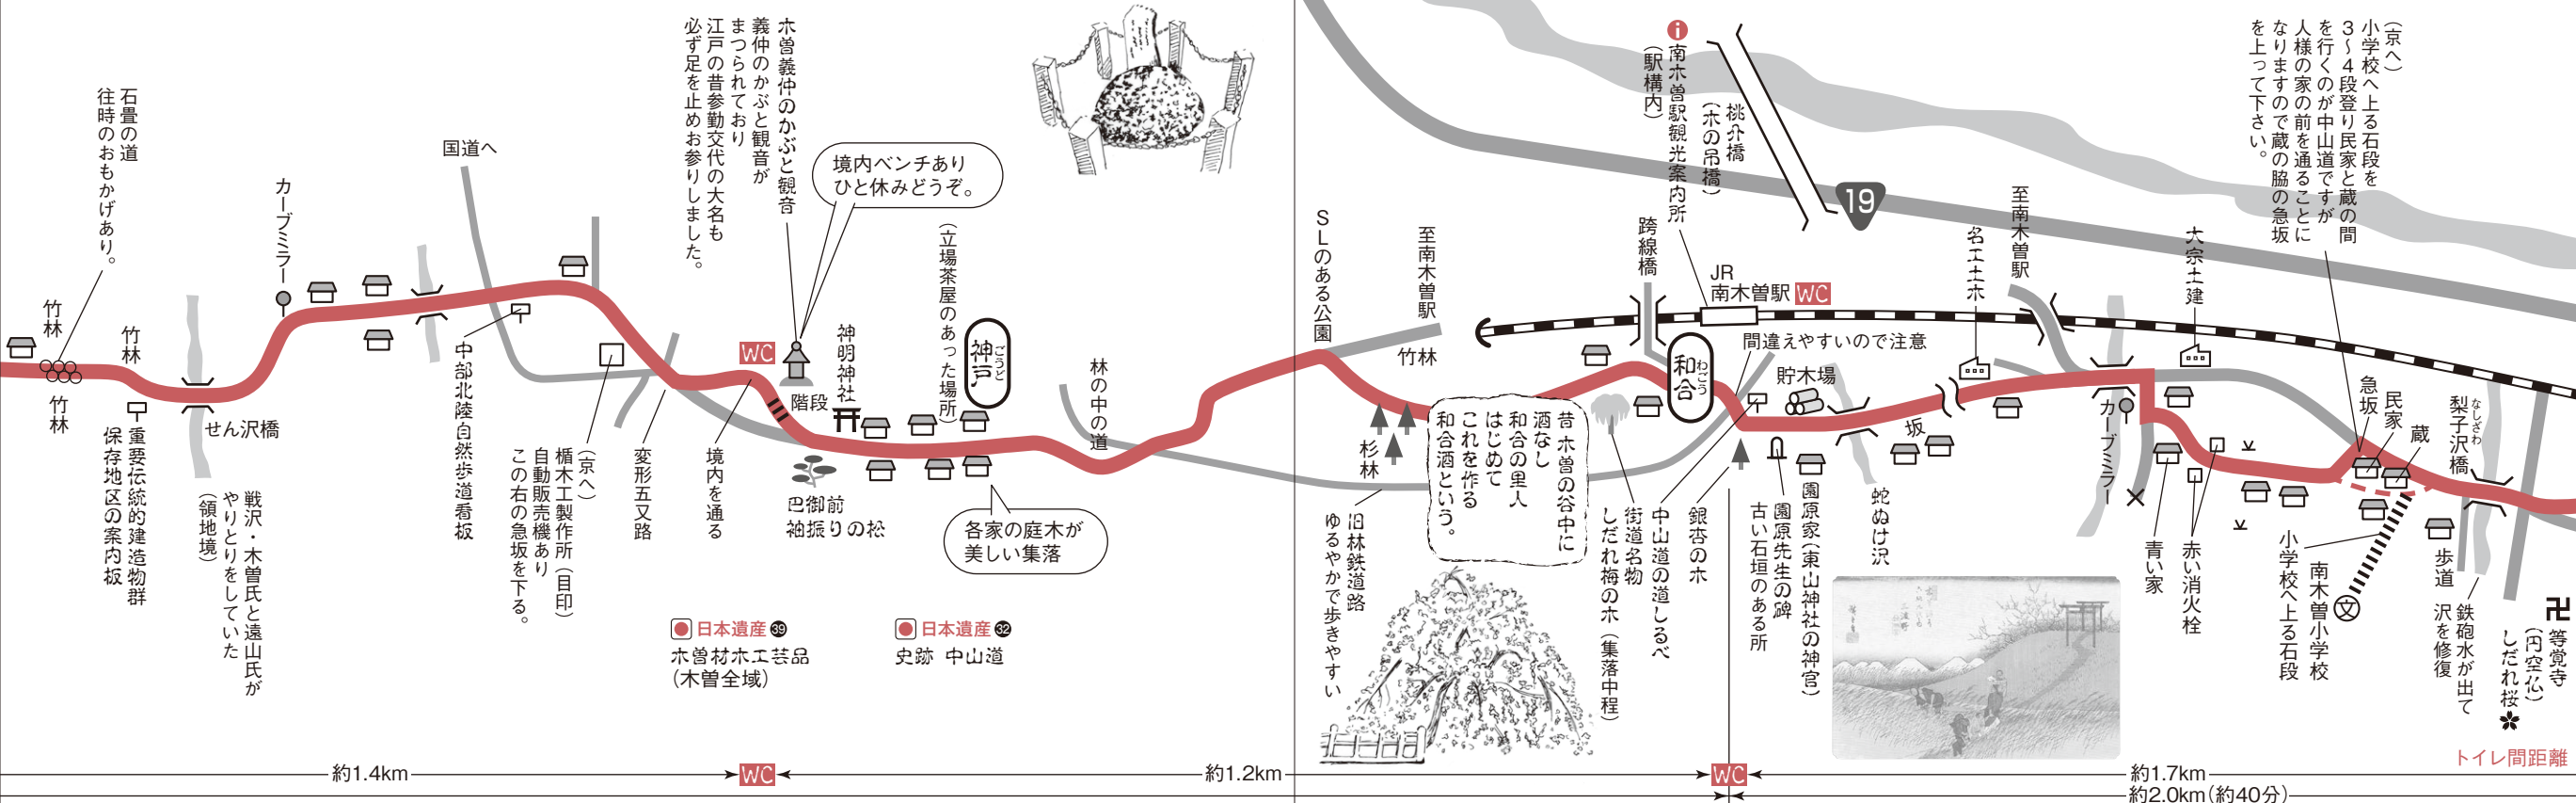 (京へ)
小学校へ上る石段を
3～4段登り民家と蔵の間
を行くのが中山道ですが
人様の家の前を通ることに
なりますので蔵の脇の急坂
を上って下さい。
i
南木曽駅観光案内所
(駅構内)
桃介橋
(木の吊橋)
19
至南木曽駅
大宗土建
名工土木
跨線橋
JR
南木曽駅 WC
間違えやすいので注意
和合
わごう
貯木場
坂
カーブミラー
急坂
民家
蔵
梨子沢橋
なしざわ
等覚寺
(円空仏)
しだれ桜
鉄砲水が出て
沢を修復
歩道
文
南木曽小学校
小学校へ上る石段
赤い消火栓
青い家
蛇ぬけ沢
園原家(東山神社の神官)
園原先生の碑
古い石垣のある所
銀杏の木
中山道の道しるべ
街道名物
しだれ梅の木(集落中程)
昔 木曽の谷中に
酒なし
和合の里人
はじめて
これを作る
和合酒という。
至南木曽駅
竹林
SLのある公園
杉林
旧林鉄道路
ゆるやかで歩きやすい
林の中の道
神戸
ごうど
(立場茶屋のあった場所)
各家の庭木が
美しい集落
神明神社
階段
巴御前
袖振りの松
境内ベンチあり
ひと休みどうぞ。
木曽義仲のかぶと観音
義仲のかぶと観音が
まつられており
江戸の昔参勤交代の大名も
必ず足を止めお参りしました。
WC
境内を通る
変形五叉路
(京へ)
楯木工製作所(目印)
自動販売機あり
この右の急坂を下る。
国道へ
中部北陸自然歩道看板
カーブミラー
せん沢橋
戦沢・木曽氏と遠山氏が
やりとりをしていた
(領地境)
石畳の道
往時のおもかげあり。
竹林
竹林
竹林
重要伝統的建造物群
保存地区の案内板
日本遺産 39
木曽材木工芸品
(木曽全域)
日本遺産 32
史跡 中山道
トイレ間距離
約1.4km
WC
約1.2km
WC
約1.7km
約2.0km(約40分)